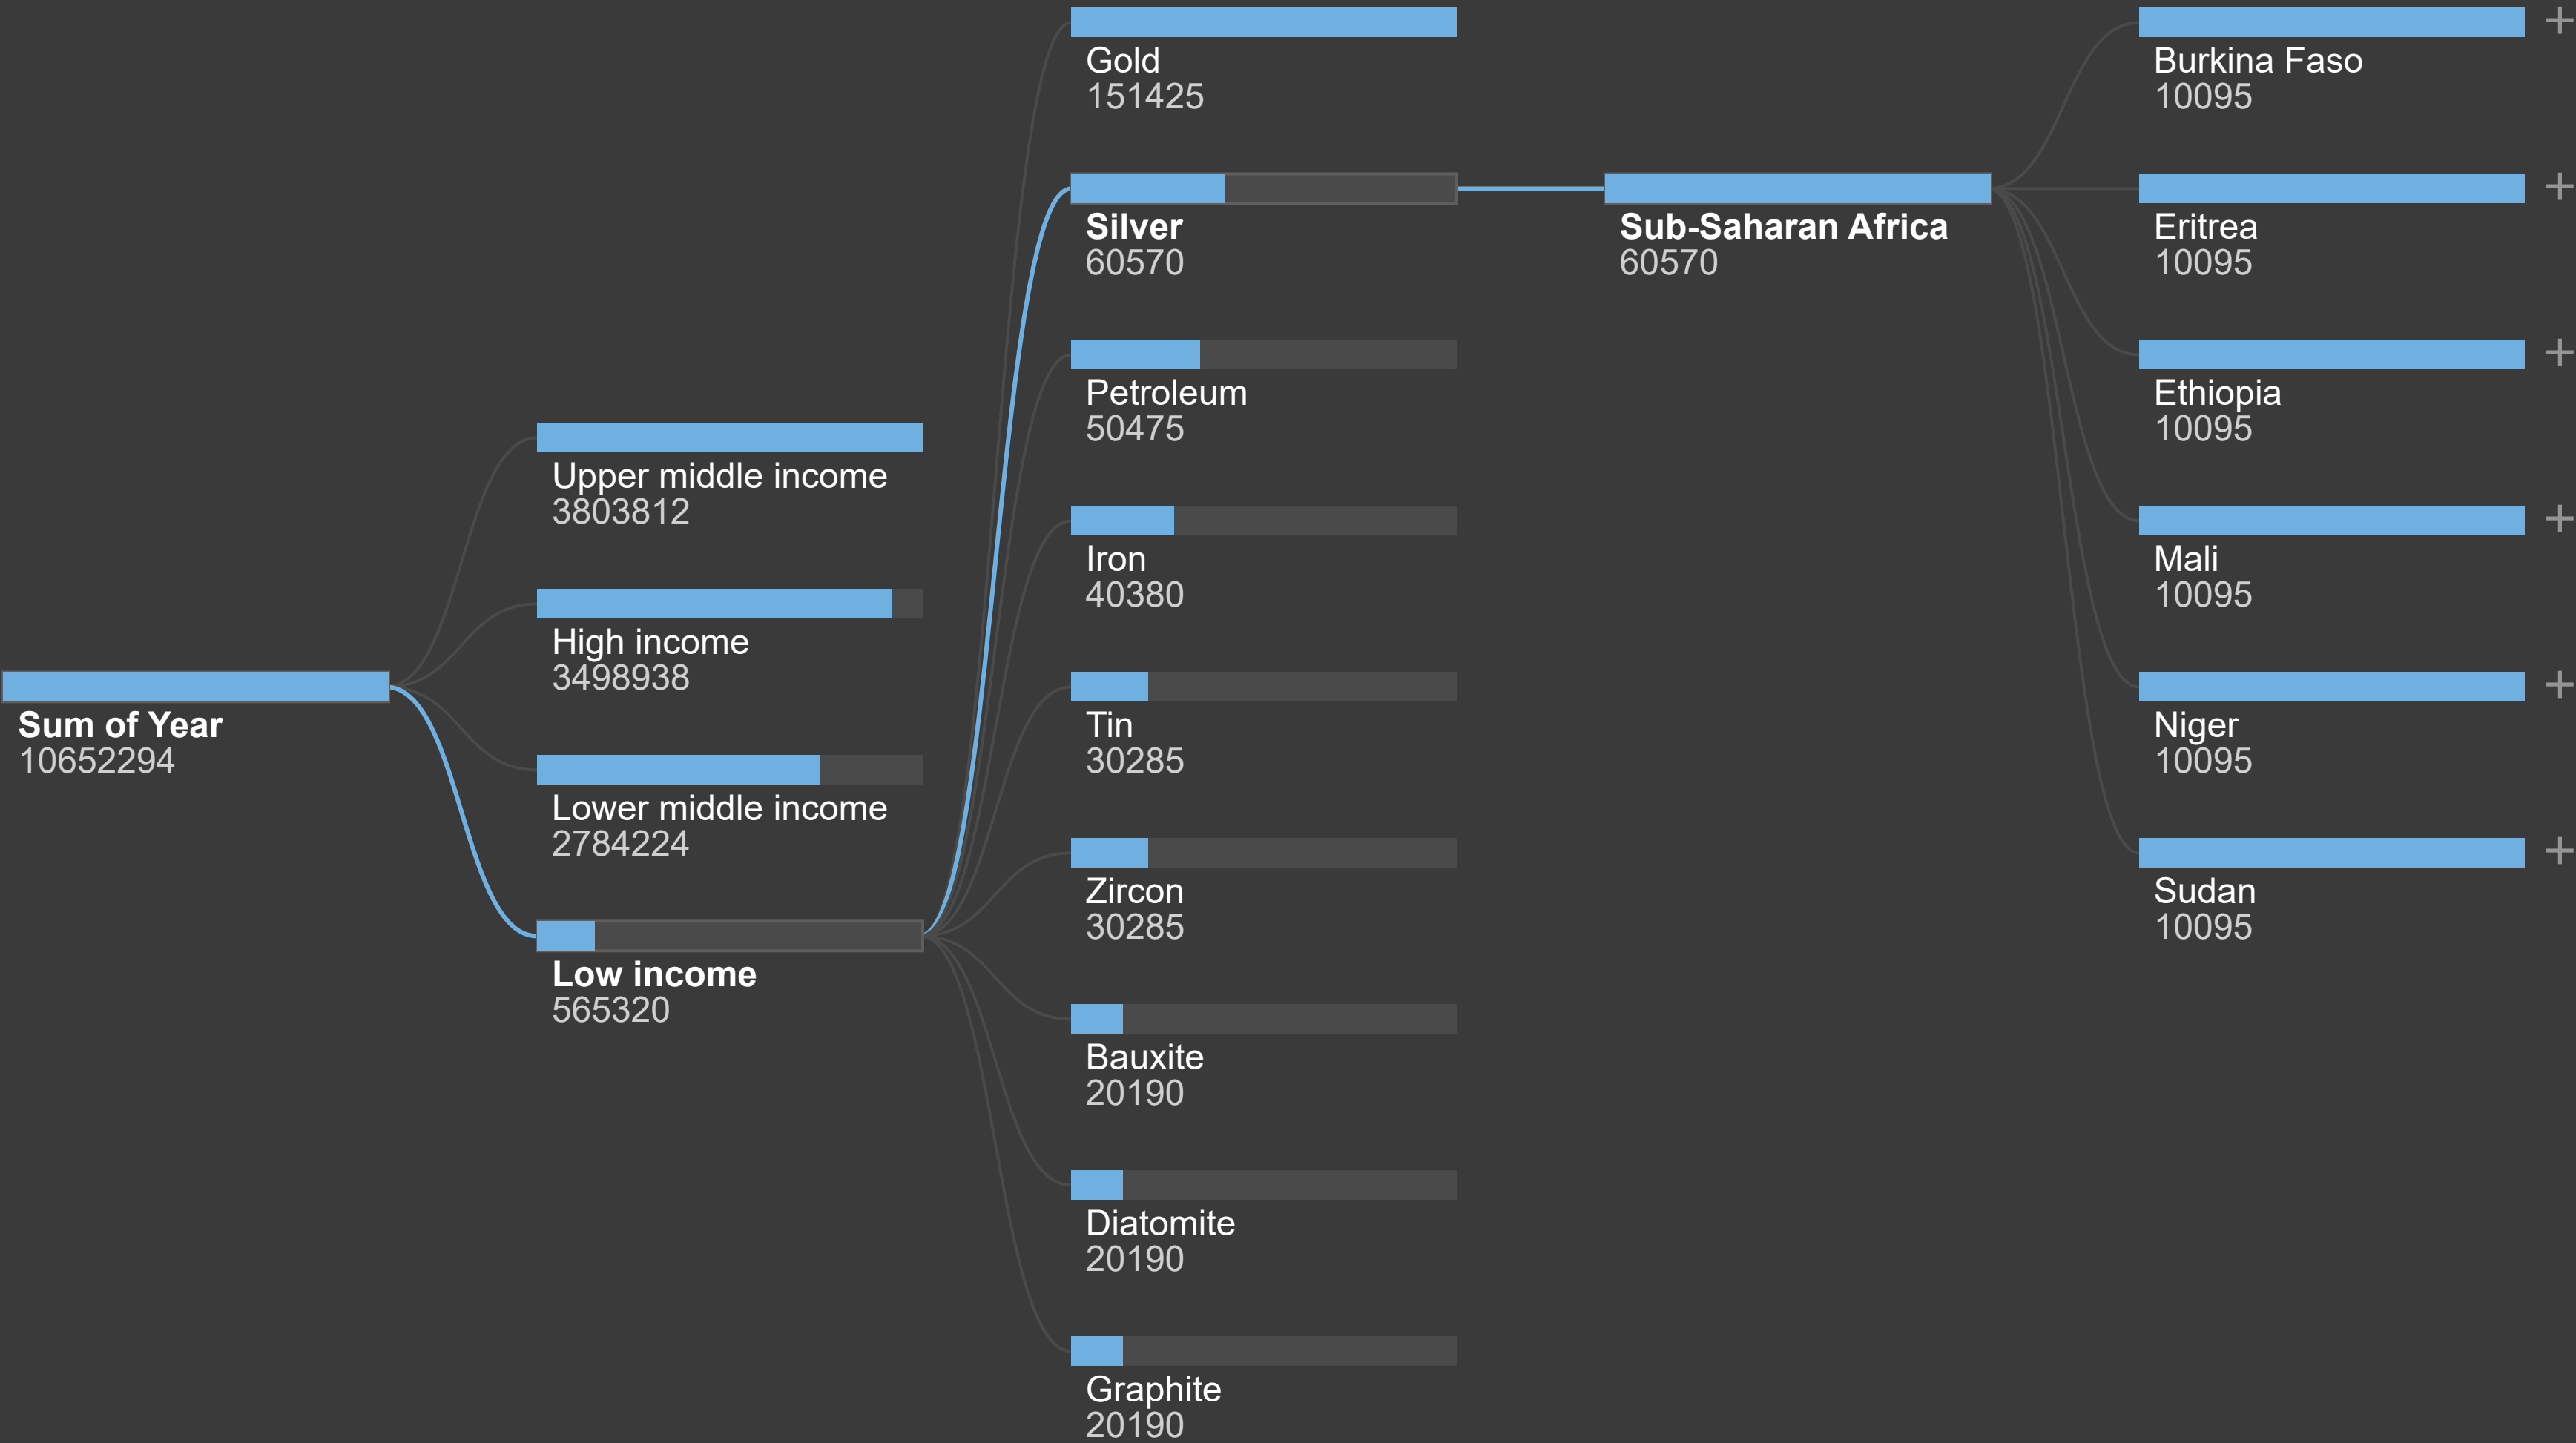 Sum of Year
10652294
Upper middle income
3803812
High income
3498938
Lower middle income
2784224
Low income
565320
Gold
151425
Silver
60570
Petroleum
50475
Iron
40380
Tin
30285
Zircon
30285
Bauxite
20190
Diatomite
20190
Graphite
20190
Sub-Saharan Africa
60570
Burkina Faso
10095
Eritrea
10095
Ethiopia
10095
Mali
10095
Niger
10095
Sudan
10095